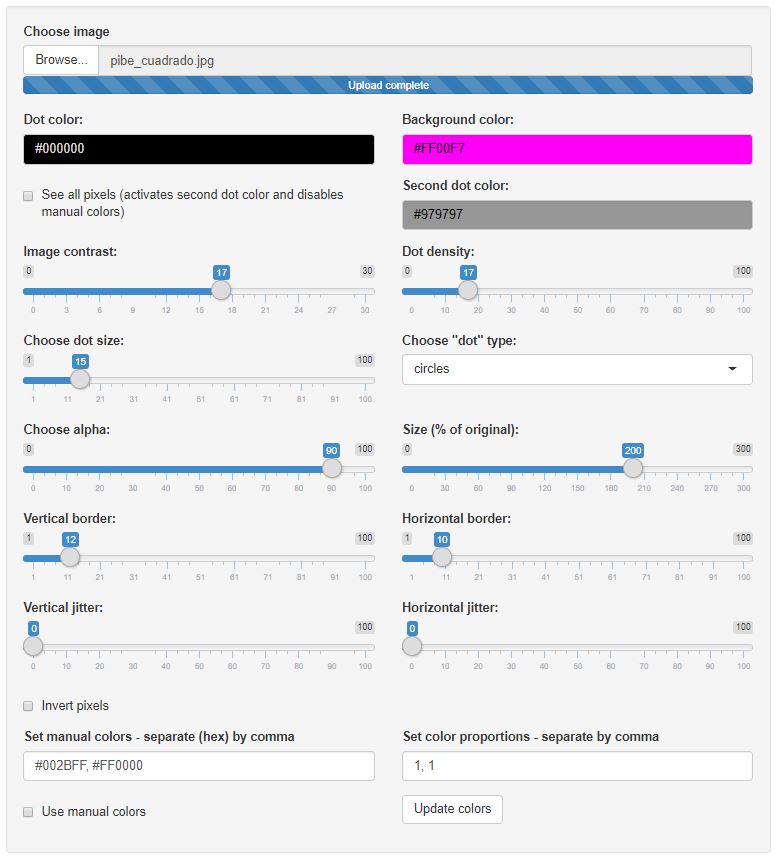 Choose image
Browse... pibe_cuadrado.jpg
Upload complete
Dot color: Background color:
#000000 #FF00F7
See all pixels (activates second dot color and disables
manual colors)
Second dot color:
#979797
Image contrast: Dot density:
0 17 30 0 17 100
0 3 6 9 12 15 18 21 24 27 30 0 10 20 30 40 50 60 70 80 90 100
Choose dot size: Choose "dot" type:
1 15 100 circles
1 11 21 31 41 51 61 71 81 91 100
Choose alpha: Size (% of original):
0 90 100 0 200 300
0 10 20 30 40 50 60 70 80 90 100 0 30 60 90 120 150 180 210 240 270 300
Vertical border: Horizontal border:
1 12 100 1 10 100
1 11 21 31 41 51 61 71 81 91 100 1 11 21 31 41 51 61 71 81 91 100
Vertical jitter: Horizontal jitter:
0 100 0 100
0 10 20 30 40 50 60 70 80 90 100 0 10 20 30 40 50 60 70 80 90 100
Invert pixels
Set manual colors - separate (hex) by comma Set color proportions - separate by comma
#002BFF, #FF0000 1, 1
Use manual colors Update colors